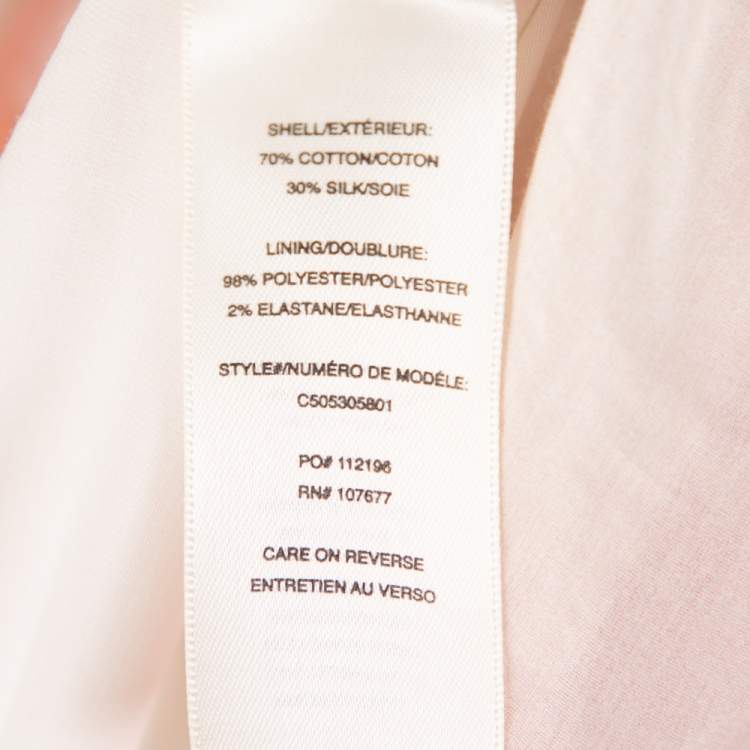 SHELL/EXTÉRIEUR:
70% COTTON/COTON
30% SILK/SOIE
LINING/DOUBLURE:
98% POLYESTER/POLYESTER
2% ELASTANE/ELASTHANNE
STYLE#/NUMÉRO DE MODÉLE:
C505305801
PO# 112196
RN# 107677
CARE ON REVERSE
ENTRETIEN AU VERSO